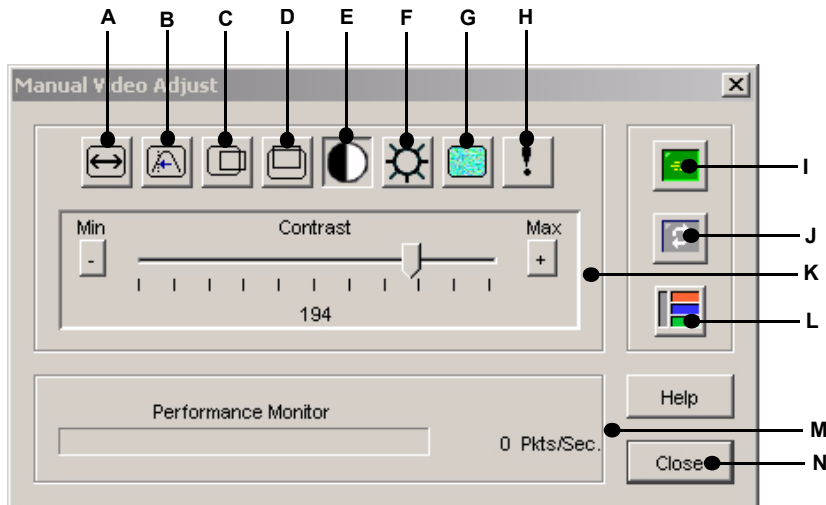 A B C D E F G H
Manual Video Adjust
I
Min Contrast Max
- +
J
K
194
L
Help
Performance Monitor
M
0 Pkts/Sec.
Close
N